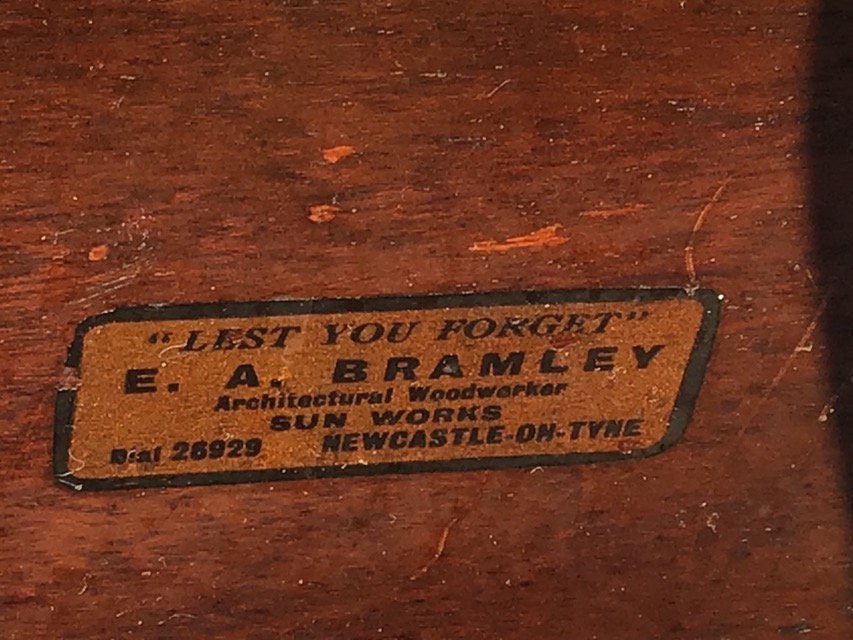 "LEST YOU FORGET"
E. A. BRAMLEY
Architectural Woodworker
SUN WORKS
Dial 26929 NEWCASTLE-ON-TYNE